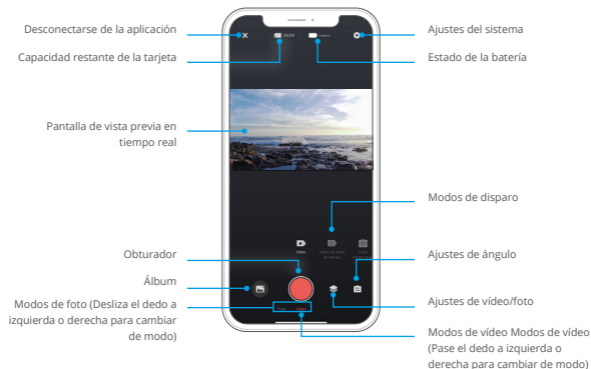 Desconectarse de la aplicación
Capacidad restante de la tarjeta
Pantalla de vista previa en
tiempo real
Obturador
Álbum
Modos de foto (Desliza el dedo a
izquierda o derecha para cambiar
de modo)
Ajustes del sistema
Estado de la batería
Modos de disparo
Ajustes de ángulo
Ajustes de vídeo/foto
Modos de vídeo Modos de vídeo
(Pase el dedo a izquierda o
derecha para cambiar de modo)